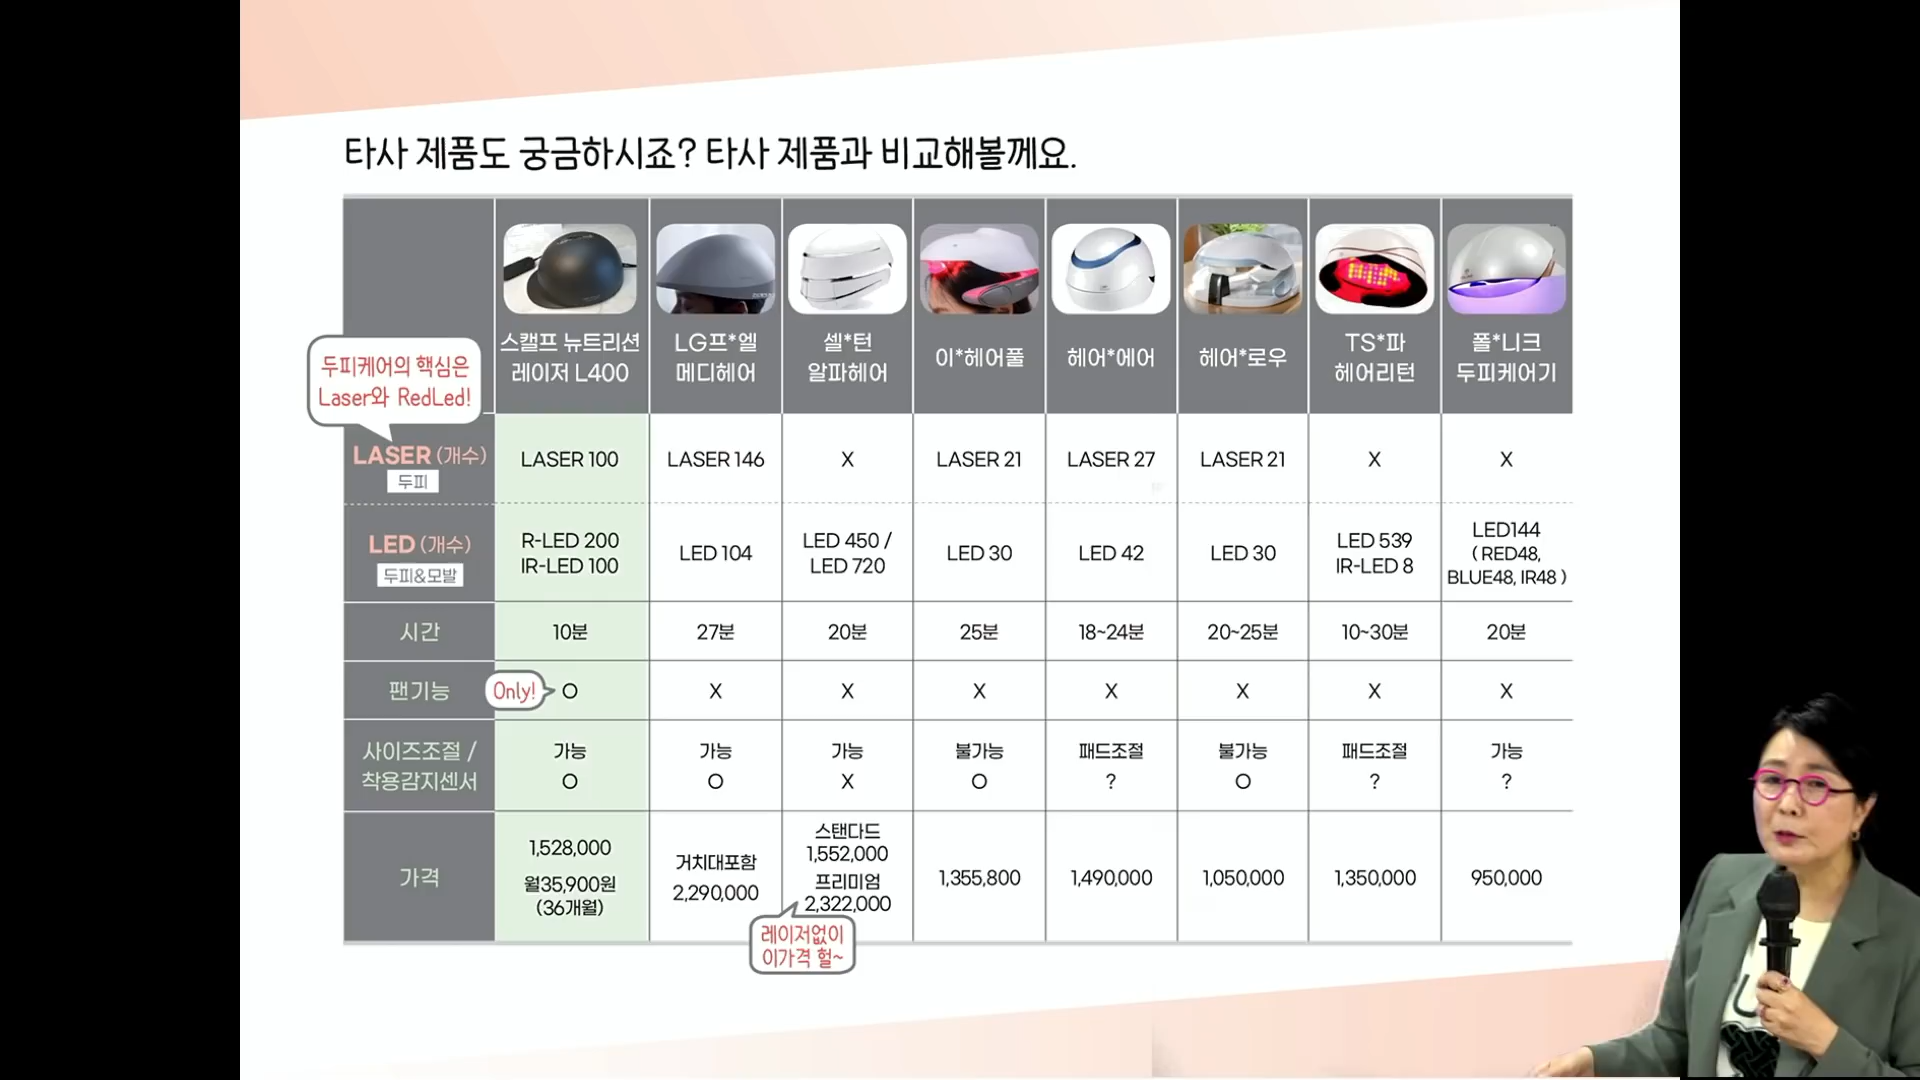 타사 제품도 궁금하시죠? 타사 제품과 비교해볼께요.
스캘프 뉴트리션
레이저 L400
LG프*엘
메디헤어
셀*턴
알파헤어
이*헤어풀
헤어*에어
헤어*로우
TS*파
헤어리턴
폴*니크
두피케어기
두피케어의 핵심은
Laser와 RedLed!
LASER (개수)
두피
LASER 100
LASER 146
X
LASER 21
LASER 27
LASER 21
X
X
LED (개수)
두피&모발
R-LED 200
IR-LED 100
LED 104
LED 450 /
LED 720
LED 30
LED 42
LED 30
LED 539
IR-LED 8
LED144
( RED48,
BLUE48, IR48 )
시간
10분
27분
20분
25분
18~24분
20~25분
10~30분
20분
팬기능
Only!
O
X
X
X
X
X
X
X
사이즈조절 /
착용감지센서
가능
O
가능
O
가능
X
불가능
O
패드조절
?
불가능
O
패드조절
?
가능
?
가격
1,528,000
월35,900원
(36개월)
거치대포함
2,290,000
스탠다드
1,552,000
프리미엄
2,322,000
레이저없이
이가격 헐~
1,355,800
1,490,000
1,050,000
1,350,000
950,000